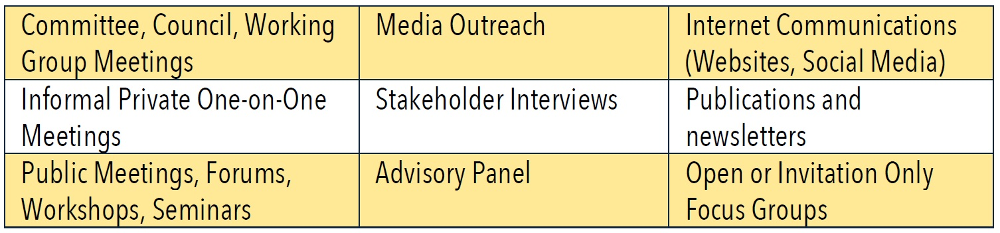 Committee, Council, Working
Group Meetings
Media Outreach
Internet Communications
(Websites, Social Media)
Informal Private One-on-One
Meetings
Stakeholder Interviews
Publications and
newsletters
Public Meetings, Forums,
Workshops, Seminars
Advisory Panel
Open or Invitation Only
Focus Groups